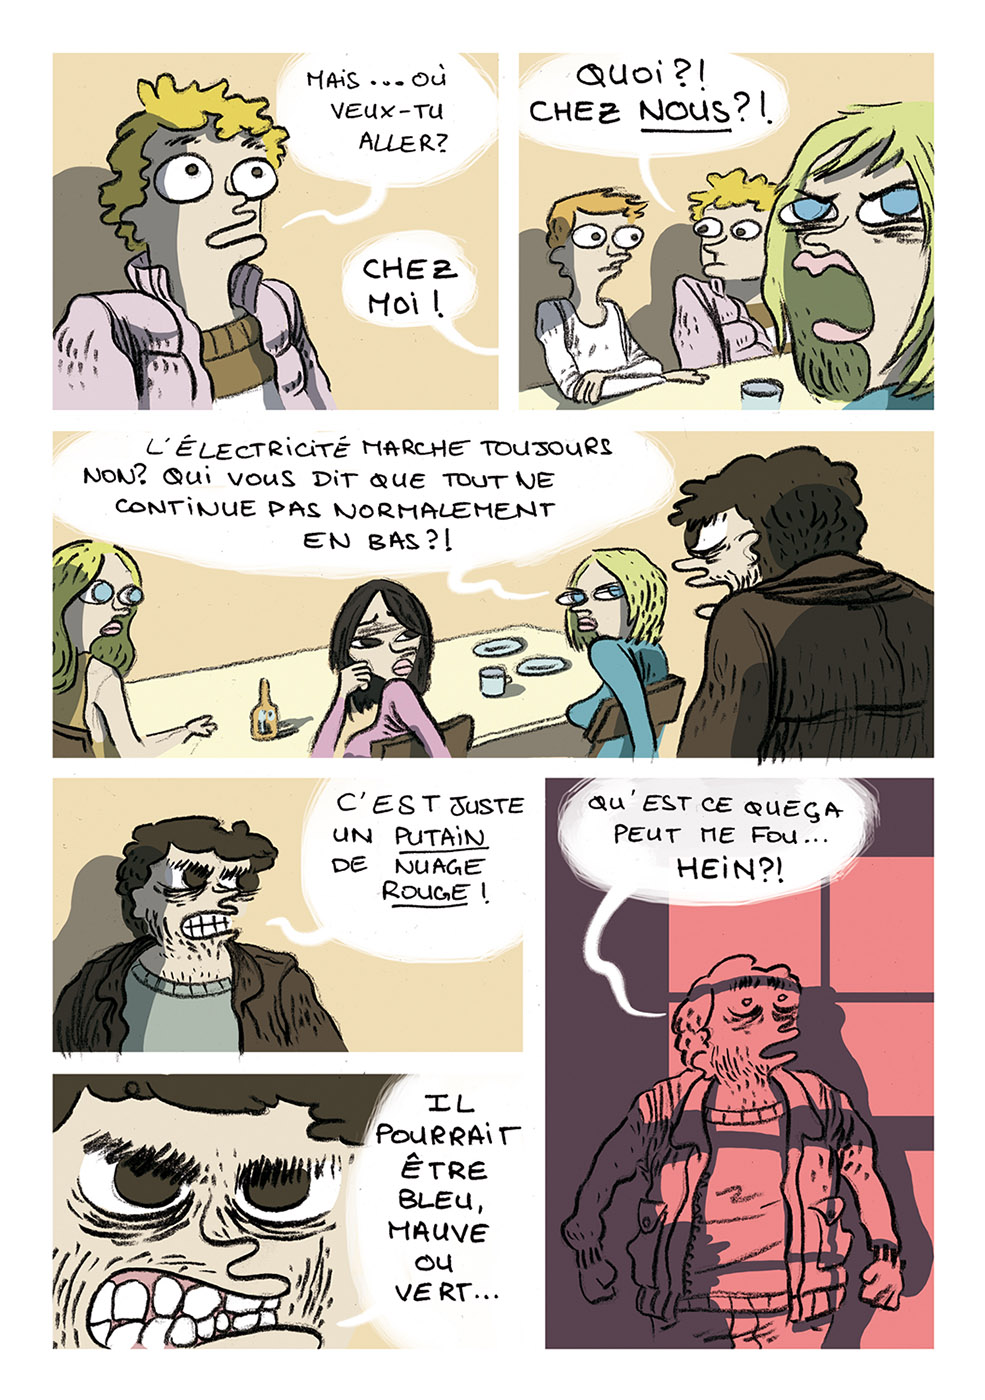 MAIS...OÙ
VEUX-TU
ALLER?
CHEZ
MOI !
QUOI?!
CHEZ NOUS?!
L'ÉLECTRICITÉ MARCHE TOUJOURS
NON? QUI VOUS DIT QUE TOUT NE
CONTINUE PAS NORMALEMENT
EN BAS?!
C'EST JUSTE
UN PUTAIN
DE NUAGE
ROUGE !
IL
POURRAIT
ÊTRE
BLEU,
MAUVE
OU
VERT...
QU'EST CE QUEÇA
PEUT ME FOU...
HEIN?!